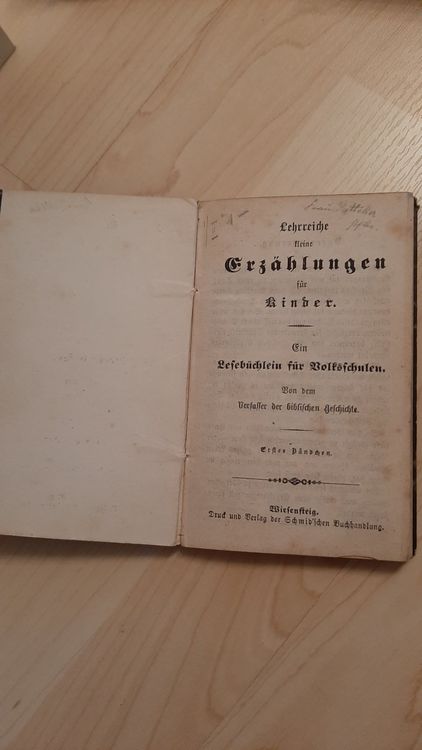 II A
Lehrreiche
kleine
Erzählungen
für
Kinder.
Ein
Lesebüchlein für Volksschulen.
Von dem
Verfasser der biblischen Geschichte.
Erstes Bändchen.
Wiesensteig.
Druck und Verlag der Schmid'schen Buchhandlung.